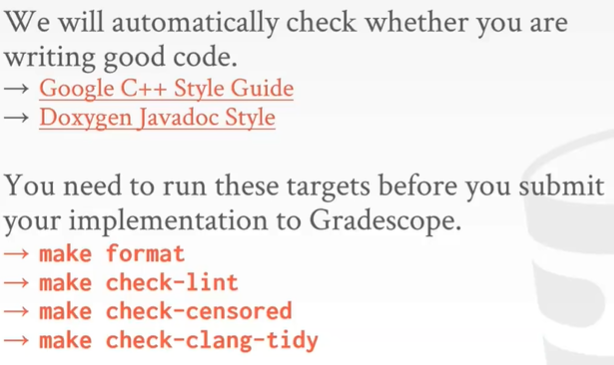 We will automatically check whether you are
writing good code.
→ Google C++ Style Guide
→ Doxygen Javadoc Style
You need to run these targets before you submit
your implementation to Gradescope.
→ make format
→ make check-lint
→ make check-censored
→ make check-clang-tidy